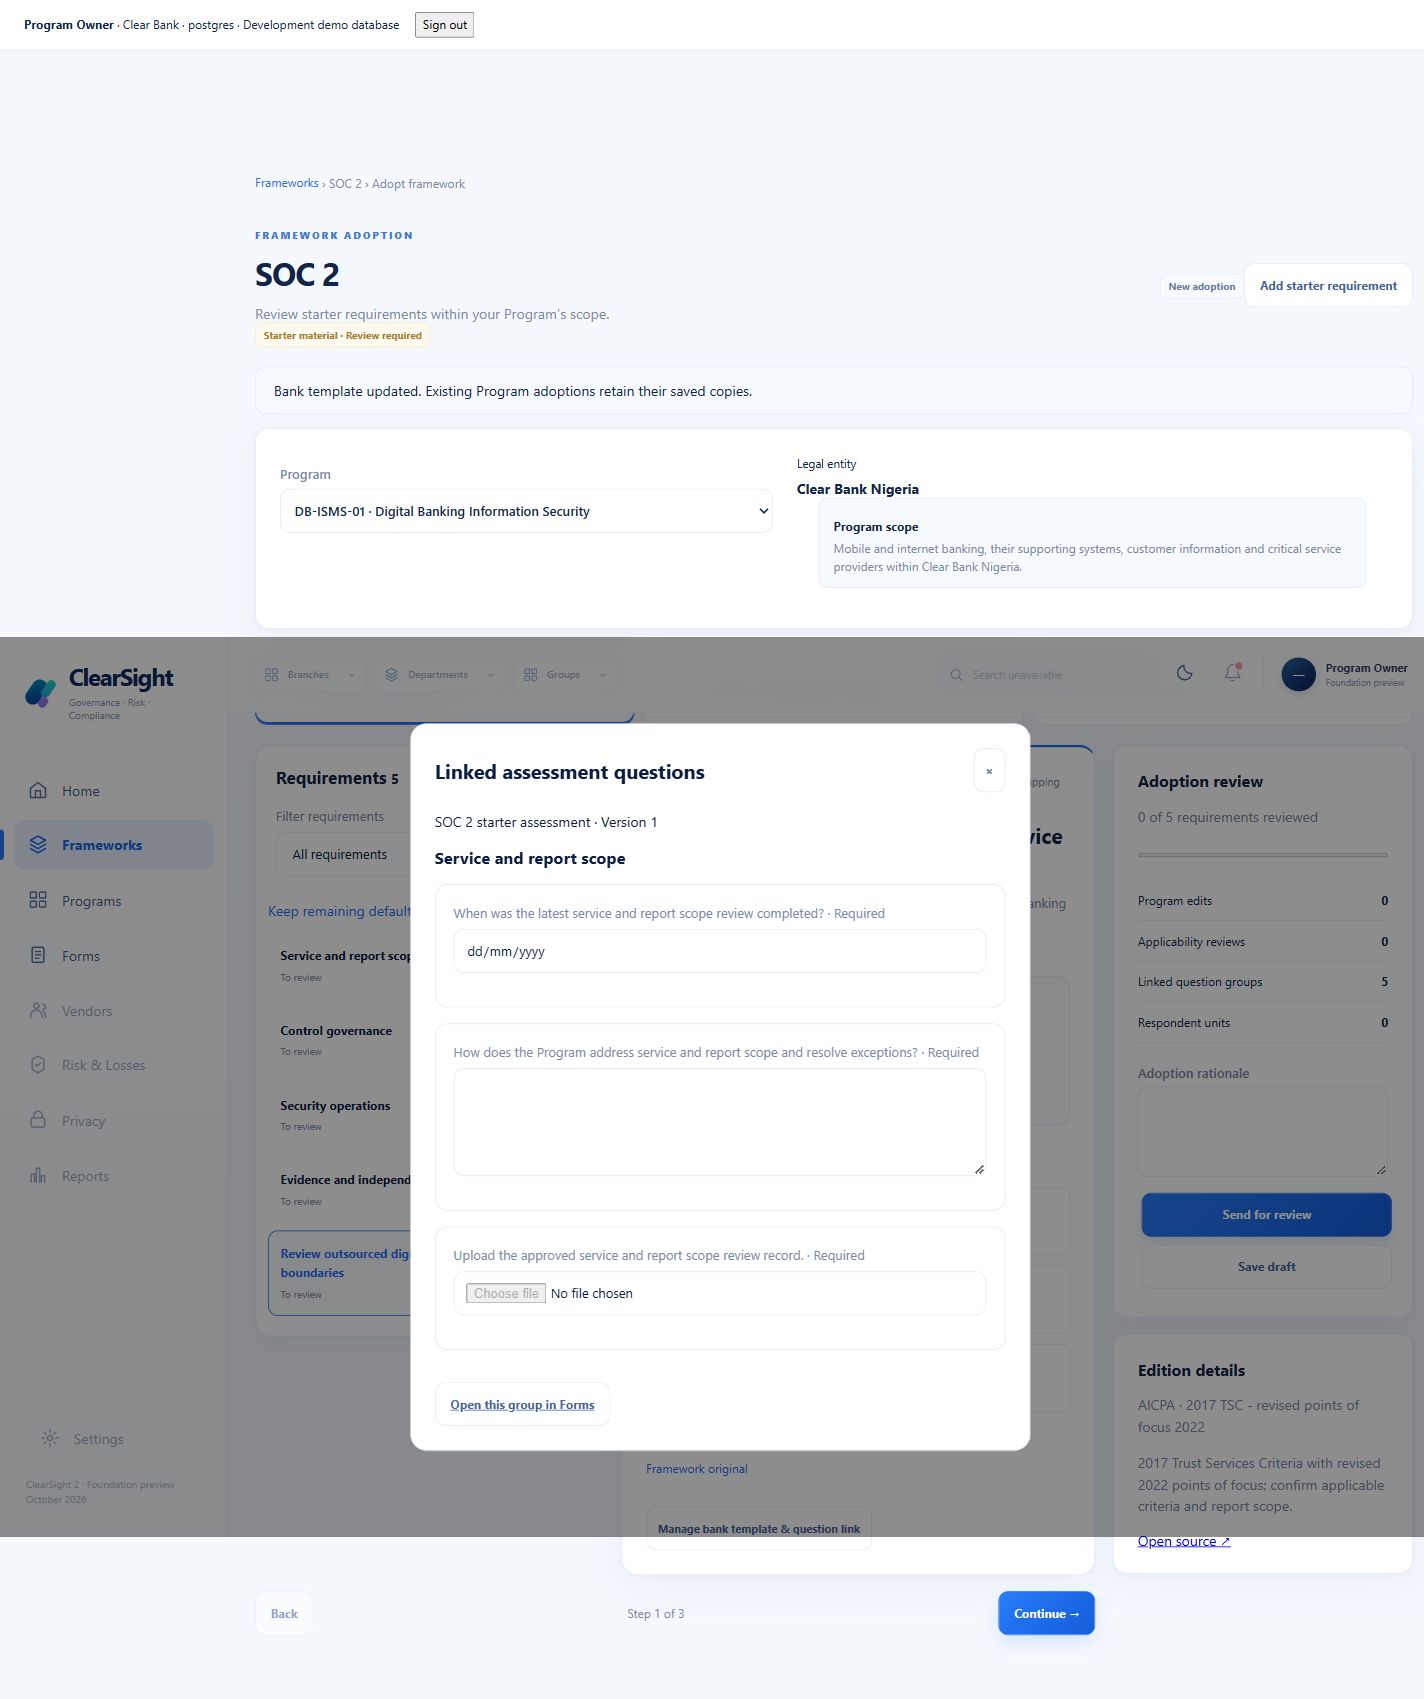 Program Owner · Clear Bank · postgres · Development demo database
Sign out
Frameworks › SOC 2 › Adopt framework
FRAMEWORK ADOPTION
SOC 2
New adoption
Add starter requirement
Review starter requirements within your Program's scope.
Starter material · Review required
Bank template updated. Existing Program adoptions retain their saved copies.
Program
DB-ISMS-01 · Digital Banking Information Security
Legal entity
Clear Bank Nigeria
Program scope
Mobile and internet banking, their supporting systems, customer information and critical service
providers within Clear Bank Nigeria.
ClearSight
Governance · Risk ·
Compliance
Branches
Departments
Groups
Search unavailable
Program Owner
Foundation preview
Home
Frameworks
Programs
Forms
Vendors
Risk & Losses
Privacy
Reports
Settings
ClearSight 2 · Foundation preview
October 2026
Requirements 5
Filter requirements
All requirements
Keep remaining default
Service and report scop
To review
Control governance
To review
Security operations
To review
Evidence and independ
To review
Review outsourced dig
boundaries
To review
Linked assessment questions
×
SOC 2 starter assessment · Version 1
Service and report scope
When was the latest service and report scope review completed? · Required
dd/mm/yyyy
How does the Program address service and report scope and resolve exceptions? · Required
Upload the approved service and report scope review record. · Required
Choose file No file chosen
Open this group in Forms
pping
vice
anking
Framework original
Manage bank template & question link
Adoption review
0 of 5 requirements reviewed
Program edits 0
Applicability reviews 0
Linked question groups 5
Respondent units 0
Adoption rationale
Send for review
Save draft
Edition details
AICPA · 2017 TSC - revised points of
focus 2022
2017 Trust Services Criteria with revised
2022 points of focus; confirm applicable
criteria and report scope.
Open source ↗
Back
Step 1 of 3
Continue →